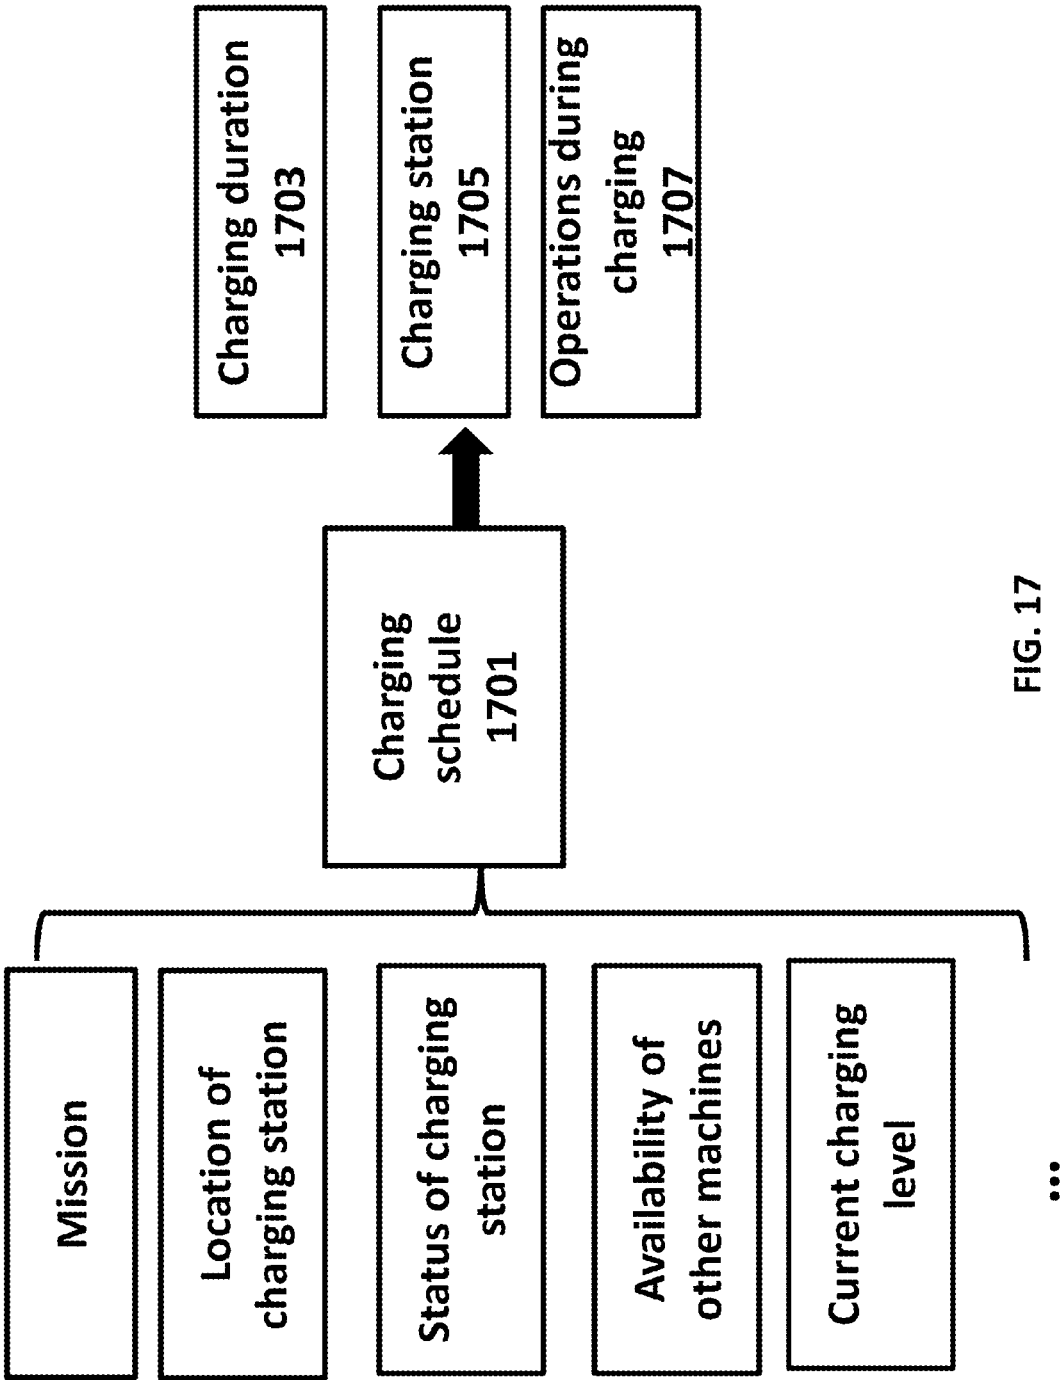 Mission
Location of
charging station
Status of charging
station
Availability of
other machines
Current charging
level
...
Charging
schedule
1701
Charging duration
1703
Charging station
1705
Operations during
charging
1707
FIG. 17